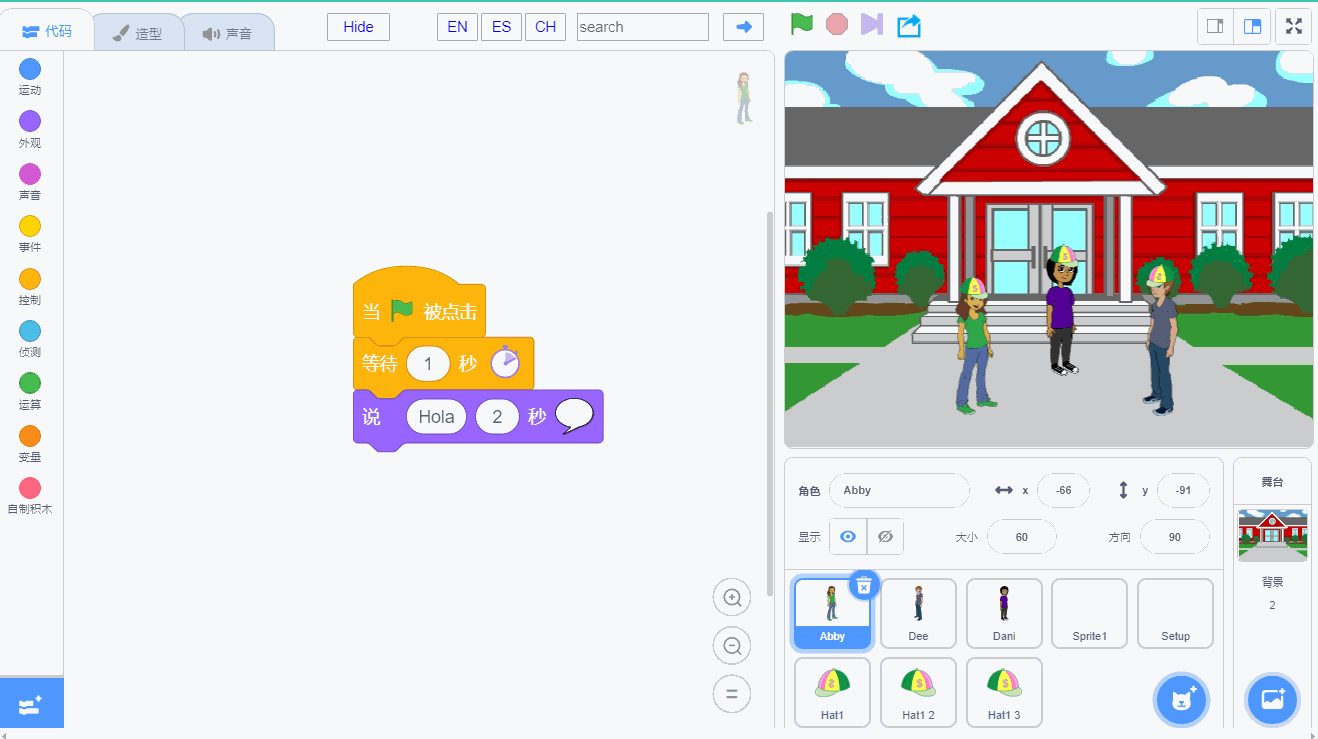 代码 造型 声音 Hide EN ES CH search
运动
外观
声音
事件
控制
侦测
运算
变量
自制积木
当 被点击
等待 1 秒
说 Hola 2 秒
角色 Abby x -66 y -91
显示 大小 60 方向 90
Abby Dee Dani Sprite1 Setup
Hat1 Hat1 2 Hat1 3
舞台
背景
2